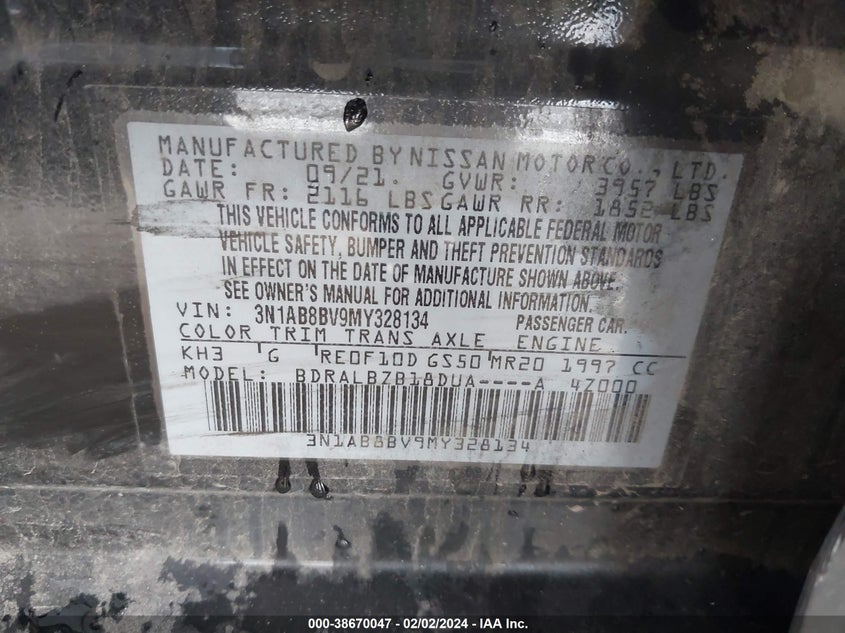 MANUFACTURED BY NISSAN MOTOR CO., LTD.
DATE: 09/21. GVWR: 3957 LBS
GAWR FR: 2116 LBS GAWR RR: 1852 LBS
THIS VEHICLE CONFORMS TO ALL APPLICABLE FEDERAL MOTOR
VEHICLE SAFETY, BUMPER AND THEFT PREVENTION STANDARDS
IN EFFECT ON THE DATE OF MANUFACTURE SHOWN ABOVE.
SEE OWNER'S MANUAL FOR ADDITIONAL INFORMATION.
VIN: 3N1AB8BV9MY328134 PASSENGER CAR.
COLOR TRIM TRANS AXLE ENGINE
KH3 G RE0F10D GS50 MR20 1997 CC
MODEL: BDRALBZB18DUA----A 4Z000
3N1AB8BV9MY328134
000-38670047 - 02/02/2024 - IAA Inc.